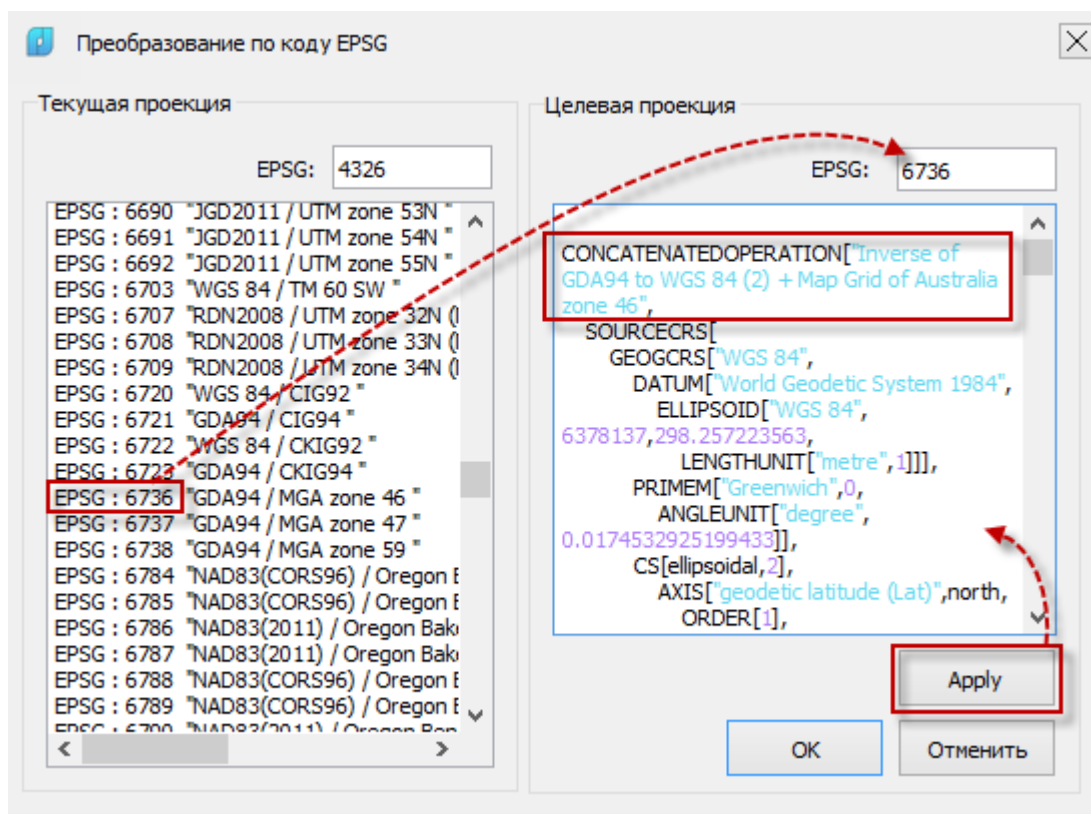 Преобразование по коду EPSG
Текущая проекция
EPSG: 4326
EPSG : 6690 "JGD2011 / UTM zone 53N "
EPSG : 6691 "JGD2011 / UTM zone 54N "
EPSG : 6692 "JGD2011 / UTM zone 55N "
EPSG : 6703 "WGS 84 / TM 60 SW "
EPSG : 6707 "RDN2008 / UTM zone 32N (
EPSG : 6708 "RDN2008 / UTM zone 33N (
EPSG : 6709 "RDN2008 / UTM zone 34N (
EPSG : 6720 "WGS 84 / CIG92 "
EPSG : 6721 "GDA94 / CIG94 "
EPSG : 6722 "WGS 84 / CKIG92 "
EPSG : 6723 "GDA94 / CKIG94 "
EPSG : 6736 "GDA94 / MGA zone 46 "
EPSG : 6737 "GDA94 / MGA zone 47 "
EPSG : 6738 "GDA94 / MGA zone 59 "
EPSG : 6784 "NAD83(CORS96) / Oregon
EPSG : 6785 "NAD83(CORS96) / Oregon
EPSG : 6786 "NAD83(2011) / Oregon Bak
EPSG : 6787 "NAD83(2011) / Oregon Bak
EPSG : 6788 "NAD83(CORS96) / Oregon
EPSG : 6789 "NAD83(CORS96) / Oregon
EPSG : 6790 "NAD83(2011) / Oregon
Целевая проекция
EPSG: 6736
CONCATENATEDOPERATION["Inverse of
GDA94 to WGS 84 (2) + Map Grid of Australia
zone 46",
SOURCECRS[
GEOGCRS["WGS 84",
DATUM["World Geodetic System 1984",
ELLIPSOID["WGS 84",
6378137,298.257223563,
LENGTHUNIT["metre",1]]],
PRIMEM["Greenwich",0,
ANGLEUNIT["degree",
0.0174532925199433]],
CS[ellipsoidal,2],
AXIS["geodetic latitude (Lat)",north,
ORDER[1],
Apply
OK
Отменить